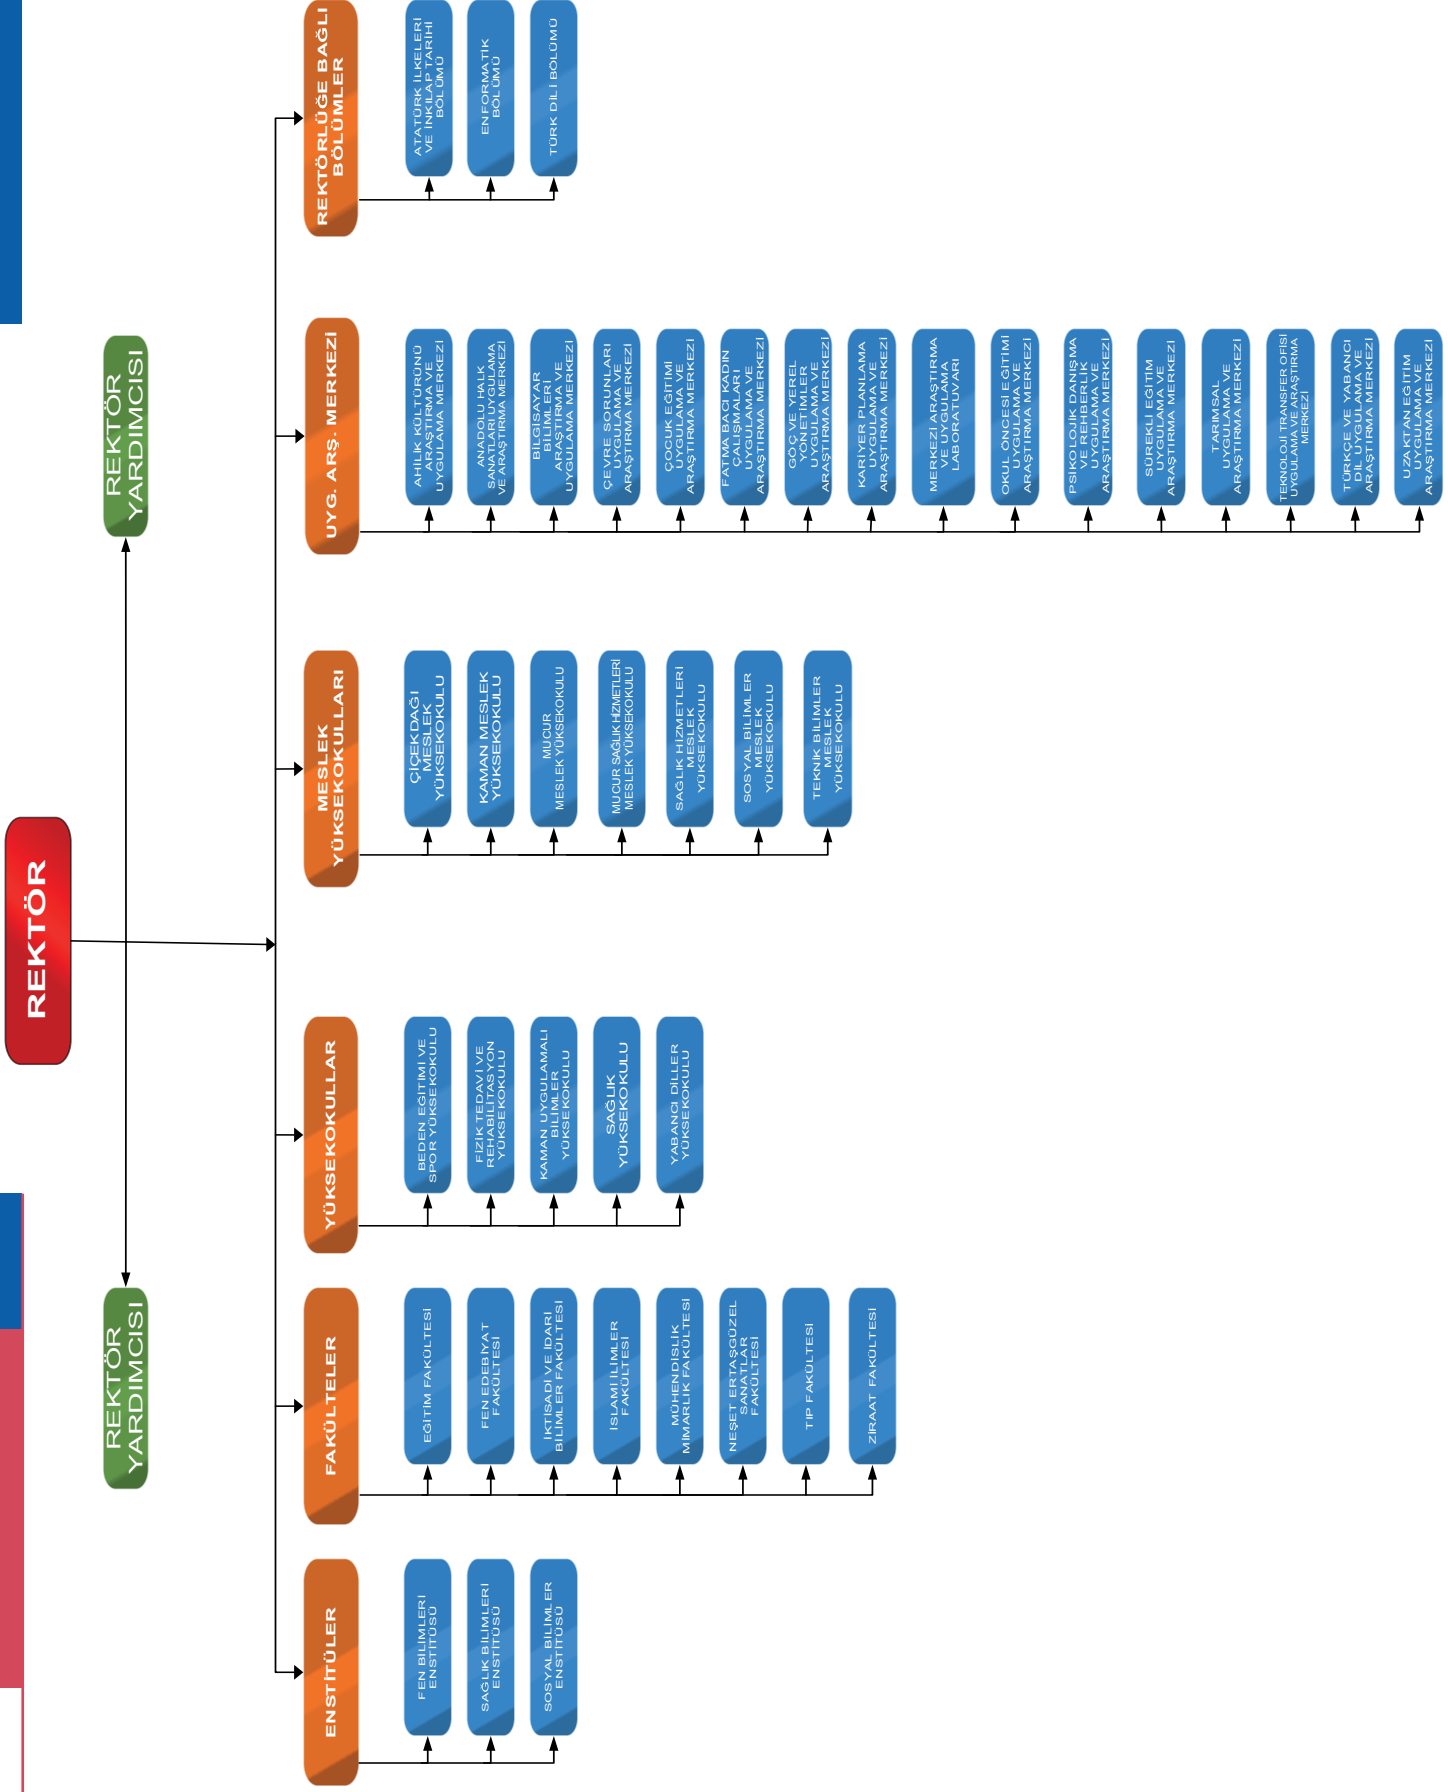 REKTÖR
REKTÖR
YARDIMCISI
REKTÖR
YARDIMCISI
ENSTİTÜLER
FEN BİLİMLERİ
ENSTİTÜSÜ
SAĞLIK BİLİMLERİ
ENSTİTÜSÜ
SOSYAL BİLİMLER
ENSTİTÜSÜ
FAKÜLTELER
EĞİTİM FAKÜLTESİ
FEN EDEBİYAT
FAKÜLTESİ
İKTİSADİ VE İDARİ
BİLİMLER FAKÜLTESİ
İSLAMİ İLİMLER
FAKÜLTESİ
MÜHENDİSLİK
MİMARLIK FAKÜLTESİ
NEŞET ERTAŞ GÜZEL
SANATLAR
FAKÜLTESİ
TIP FAKÜLTESİ
ZİRAAT FAKÜLTESİ
YÜKSEKOKULLAR
BEDEN EĞİTİMİ VE
SPOR YÜKSEKOKULU
FİZİK TEDAVİ VE
REHABİLİTASYON
YÜKSEKOKULU
KAMAN UYGULAMALI
BİLİMLER
YÜKSEKOKULU
SAĞLIK
YÜKSEKOKULU
YABANCI DİLLER
YÜKSEKOKULU
MESLEK
YÜKSEKOKULLARI
ÇİÇEKDAĞI
MESLEK
YÜKSEKOKULU
KAMAN MESLEK
YÜKSEKOKULU
MUCUR
MESLEK YÜKSEKOKULU
MUCUR SAĞLIK HİZMETLERİ
MESLEK YÜKSEKOKULU
SAĞLIK HİZMETLERİ
MESLEK
YÜKSEKOKULU
SOSYAL BİLİMLER
MESLEK
YÜKSEKOKULU
TEKNİK BİLİMLER
MESLEK
YÜKSEKOKULU
UYG. ARŞ. MERKEZİ
AHİLİK KÜLTÜRÜNÜ
ARAŞTIRMA VE
UYGULAMA MERKEZİ
ANADOLU HALK
SANATLARI UYGULAMA
VE ARAŞTIRMA MERKEZİ
BİLGİSAYAR
BİLİMLERİ
ARAŞTIRMA VE
UYGULAMA MERKEZİ
ÇEVRE SORUNLARI
UYGULAMA VE
ARAŞTIRMA MERKEZİ
ÇOCUK EĞİTİMİ
UYGULAMA VE
ARAŞTIRMA MERKEZİ
FATMA BACI KADIN
ÇALIŞMALARI
UYGULAMA VE
ARAŞTIRMA MERKEZİ
GÖÇ VE YEREL
YÖNETİMLER
UYGULAMA VE
ARAŞTIRMA MERKEZİ
KARİYER PLANLAMA
UYGULAMA VE
ARAŞTIRMA MERKEZİ
MERKEZİ ARAŞTIRMA
VE UYGULAMA
LABORATUVARI
OKUL ÖNCESİ EĞİTİMİ
UYGULAMA VE
ARAŞTIRMA MERKEZİ
PSİKOLOJİK DANIŞMA
VE REHBERLİK
UYGULAMA VE
ARAŞTIRMA MERKEZİ
SÜREKLİ EĞİTİM
UYGULAMA VE
ARAŞTIRMA MERKEZİ
TARIMSAL
UYGULAMA VE
ARAŞTIRMA MERKEZİ
TEKNOLOJİ TRANSFER OFİSİ
UYGULAMA VE ARAŞTIRMA
MERKEZİ
TÜRKÇE VE YABANCI
DİL UYGULAMA VE
ARAŞTIRMA MERKEZİ
UZAKTAN EĞİTİM
UYGULAMA VE
ARAŞTIRMA MERKEZİ
REKTÖRLÜĞE BAĞLI
BÖLÜMLER
ATATÜRK İLKELERİ
VE İNKILAP TARİHİ
BÖLÜMÜ
ENFORMATİK
BÖLÜMÜ
TÜRK DİLİ BÖLÜMÜ